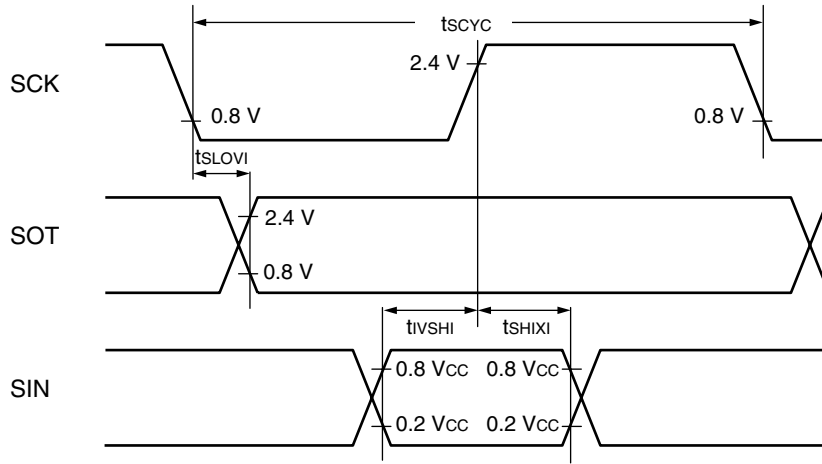 tSCYC
SCK
2.4 V
0.8 V
0.8 V
tSLOVI
SOT
2.4 V
0.8 V
tIVSHI
tSHIXI
SIN
0.8 VCC
0.8 VCC
0.2 VCC
0.2 VCC